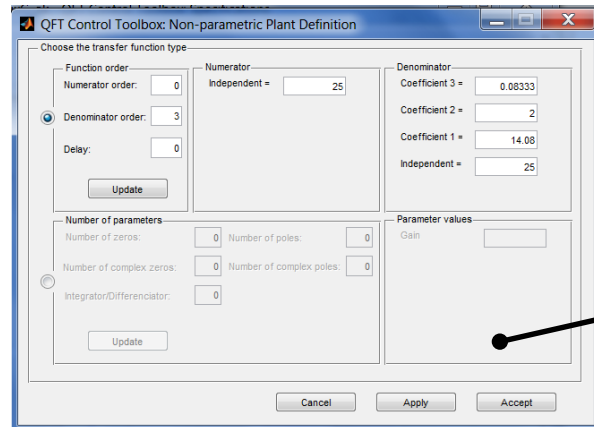 QFT Control Toolbox: Non-parametric Plant Definition
Choose the transfer function type
Function order
Numerator order: 0
Denominator order: 3
Delay: 0
Update
Numerator
Independent = 25
Denominator
Coefficient 3 = 0.08333
Coefficient 2 = 2
Coefficient 1 = 14.08
Independent = 25
Number of parameters
Number of zeros: 0 Number of poles: 0
Number of complex zeros: 0 Number of complex poles: 0
Integrator/Differenciator: 0
Update
Parameter values
Gain
Cancel Apply Accept